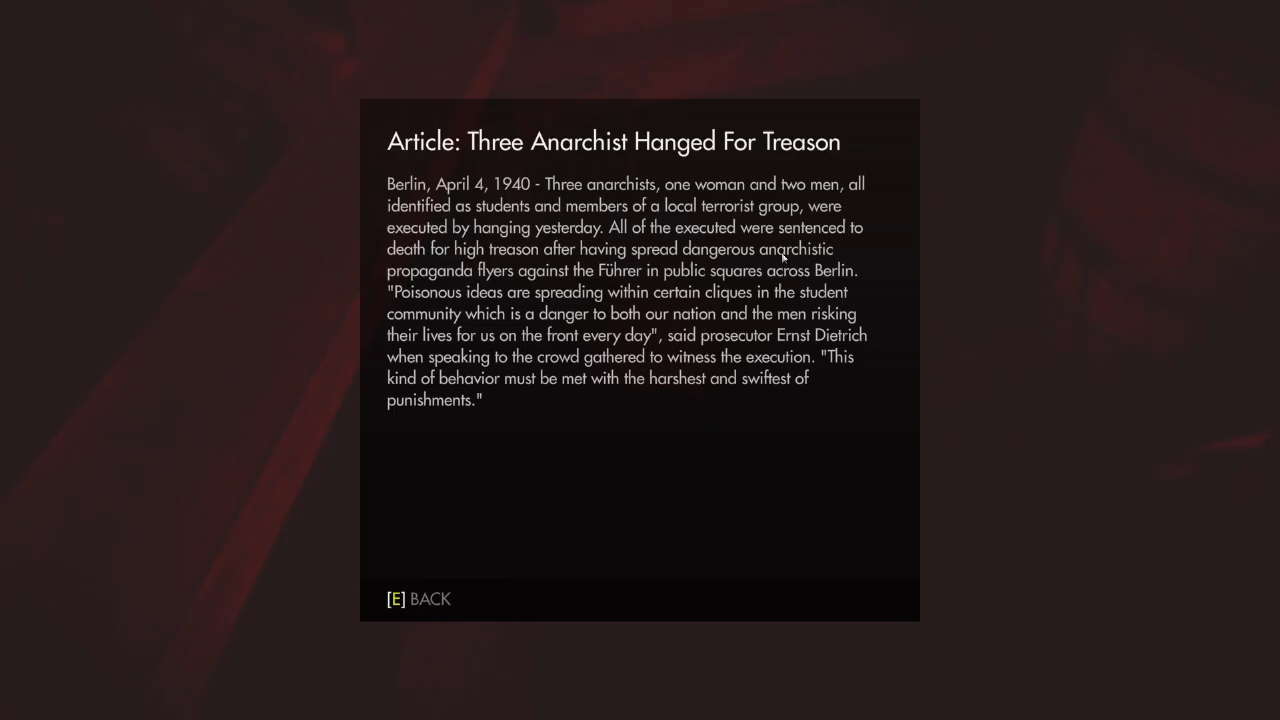 Article: Three Anarchist Hanged For Treason
Berlin, April 4, 1940 - Three anarchists, one woman and two men, all
identified as students and members of a local terrorist group, were
executed by hanging yesterday. All of the executed were sentenced to
death for high treason after having spread dangerous anarchistic
propaganda flyers against the Führer in public squares across Berlin.
"Poisonous ideas are spreading within certain cliques in the student
community which is a danger to both our nation and the men risking
their lives for us on the front every day", said prosecutor Ernst Dietrich
when speaking to the crowd gathered to witness the execution. "This
kind of behavior must be met with the harshest and swiftest of
punishments."
[E] BACK